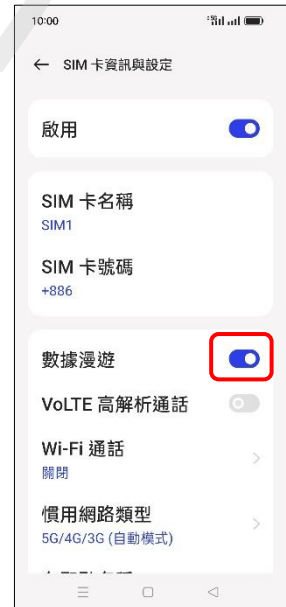 10:00
SIM 卡資訊與設定
啟用
SIM 卡名稱
SIM1
SIM 卡號碼
+886
數據漫遊
VoLTE 高解析通話
Wi-Fi 通話
關閉
慣用網路類型
5G/4G/3G (自動模式)